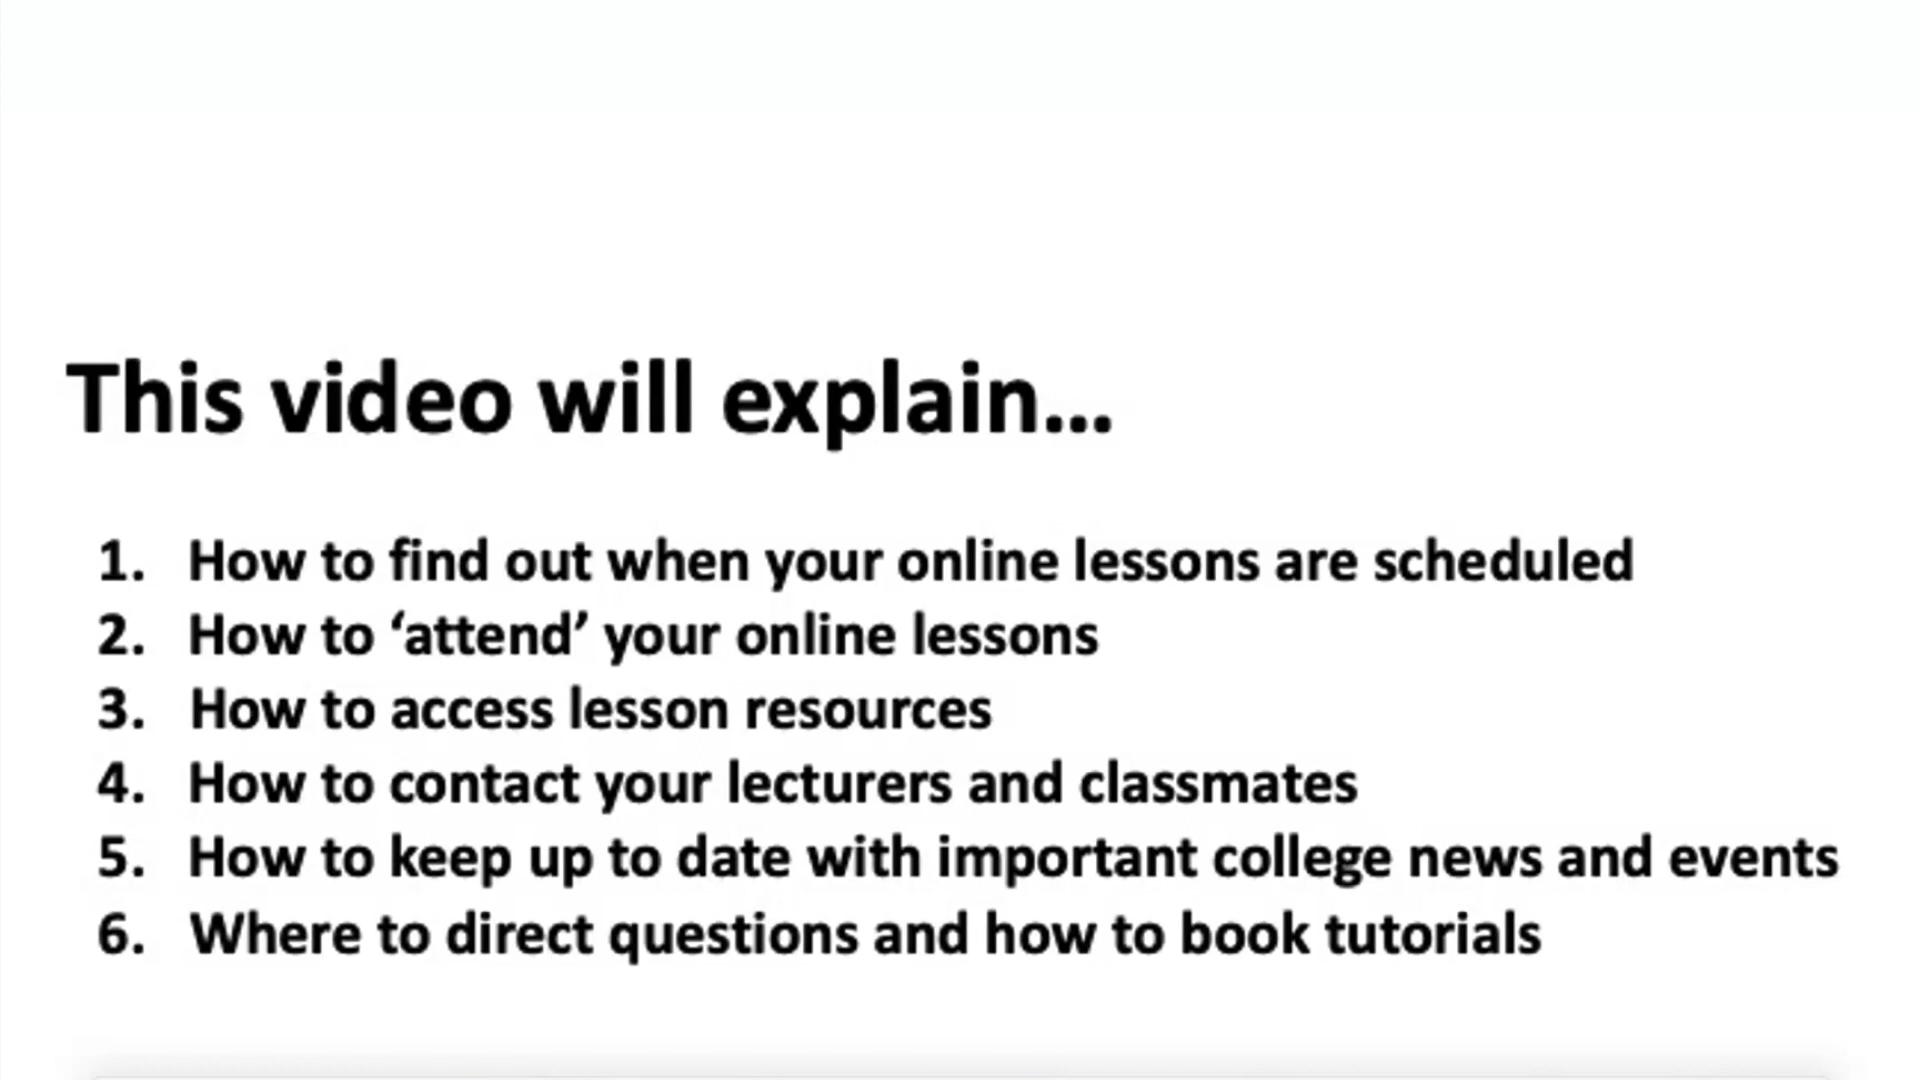 This video will explain...
1. How to find out when your online lessons are scheduled
2. How to ‘attend’ your online lessons
3. How to access lesson resources
4. How to contact your lecturers and classmates
5. How to keep up to date with important college news and events
6. Where to direct questions and how to book tutorials